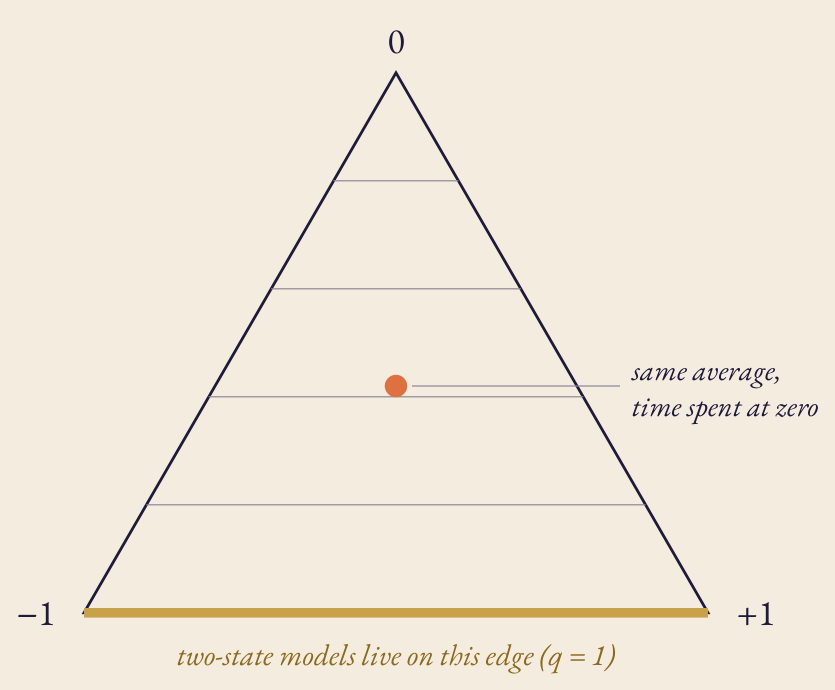 0
same average,
time spent at zero
−1
+1
two-state models live on this edge (q = 1)